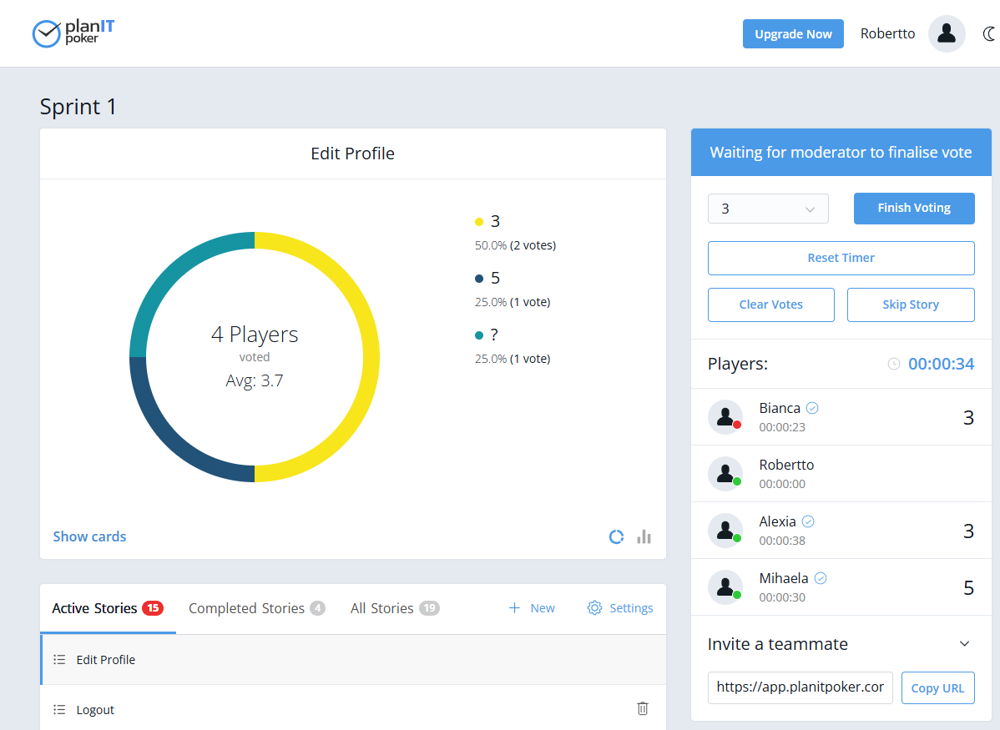 planIT
poker
Upgrade Now
Robertto
Sprint 1
Edit Profile
3
50.0% (2 votes)
5
25.0% (1 vote)
?
25.0% (1 vote)
4 Players
voted
Avg: 3.7
Show cards
Waiting for moderator to finalise vote
3
Finish Voting
Reset Timer
Clear Votes
Skip Story
Players:
00:00:34
Bianca
00:00:23
3
Robertto
00:00:00
Alexia
00:00:38
3
Mihaela
00:00:30
5
Invite a teammate
https://app.planitpoker.cor
Copy URL
Active Stories 15
Completed Stories 4
All Stories 19
New
Settings
Edit Profile
Logout